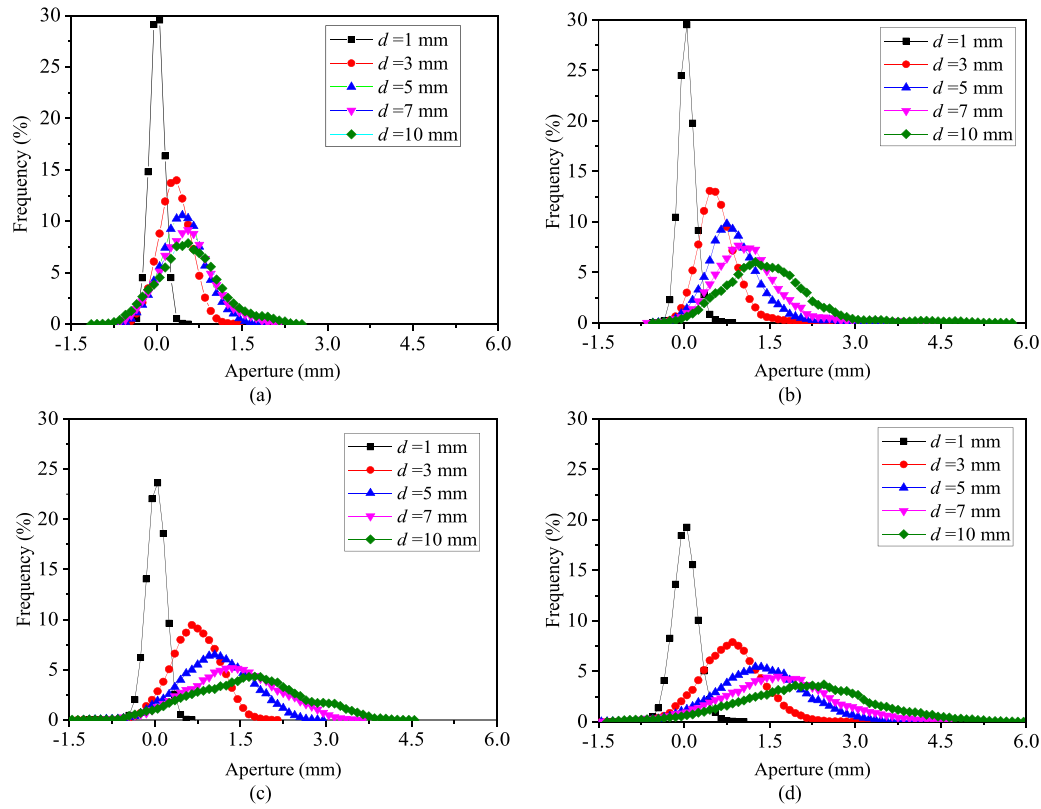 30
25
20
15
10
5
0
Frequency (%)
-1.5
0.0
1.5
3.0
4.5
6.0
Aperture (mm)
(a)
d =1 mm
d =3 mm
d =5 mm
d =7 mm
d =10 mm
30
25
20
15
10
5
0
Frequency (%)
-1.5
0.0
1.5
3.0
4.5
6.0
Aperture (mm)
(b)
d =1 mm
d =3 mm
d =5 mm
d =7 mm
d =10 mm
30
25
20
15
10
5
0
Frequency (%)
-1.5
0.0
1.5
3.0
4.5
6.0
Aperture (mm)
(c)
d =1 mm
d =3 mm
d =5 mm
d =7 mm
d =10 mm
30
25
20
15
10
5
0
Frequency (%)
-1.5
0.0
1.5
3.0
4.5
6.0
Aperture (mm)
(d)
d =1 mm
d =3 mm
d =5 mm
d =7 mm
d =10 mm